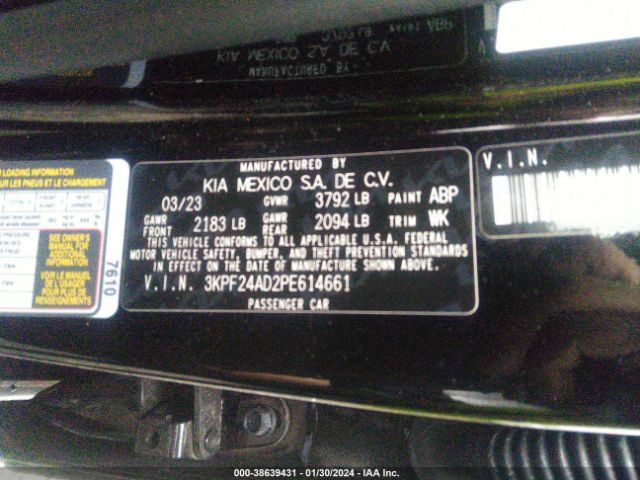 KIA MEXICO S.A. DE C.V.
MANUFACTURED BY
LOADING INFORMATION
SUR LES PNEUS ET LE CHARGEMENT
SEE OWNER'S
MANUAL FOR
ADDITIONAL
INFORMATION
VOIR LE MANUEL
DE L'USAGER
POUR PLUS DE
7610
MANUFACTURED BY
KIA MEXICO S.A. DE C.V.
03/23 GVWR 3792 LB PAINT ABP
GAWR FRONT 2183 LB GAWR REAR 2094 LB TRIM WK
THIS VEHICLE CONFORMS TO ALL APPLICABLE U.S.A. FEDERAL
MOTOR VEHICLE SAFETY, BUMPER, AND THEFT PREVENTION STANDARDS
IN EFFECT ON THE DATE OF MANUFACTURE SHOWN ABOVE.
V.I.N. 3KPF24AD2PE614661
PASSENGER CAR
V.I.N.
000-38639431 - 01/30/2024 - IAA Inc.